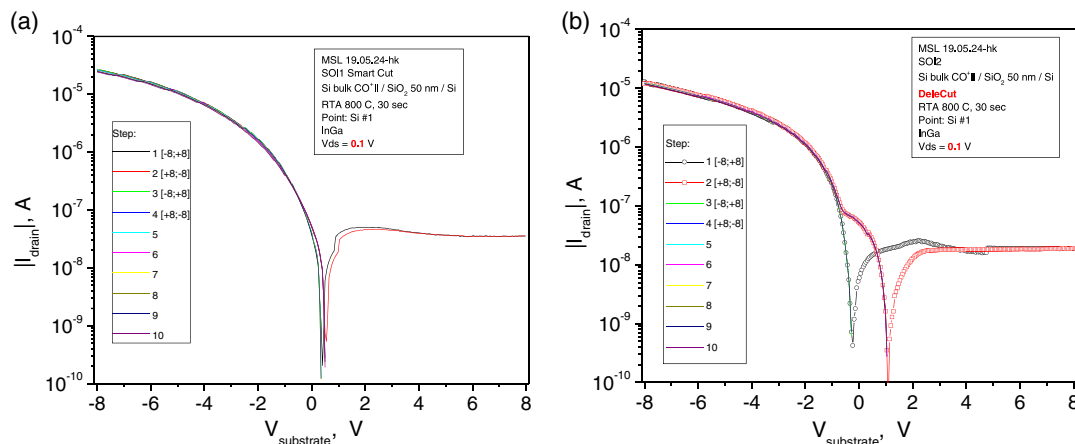 (a)
10⁻⁴
10⁻⁵
10⁻⁶
10⁻⁷
10⁻⁸
10⁻⁹
10⁻¹⁰
|I_drain|, A
MSL 19.05.24-hk
SOI1 Smart Cut
Si bulk CO⁺II / SiO₂ 50 nm / Si
RTA 800 C, 30 sec
Point: Si #1
InGa
Vds = 0.1 V
Step:
1 [-8;+8]
2 [+8;-8]
3 [-8;+8]
4 [+8;-8]
5
6
7
8
9
10
-8 -6 -4 -2 0 2 4 6 8
V_substrate, V
(b)
10⁻⁴
10⁻⁵
10⁻⁶
10⁻⁷
10⁻⁸
10⁻⁹
10⁻¹⁰
|I_drain|, A
MSL 19.05.24-hk
SOI2
Si bulk CO⁺II / SiO₂ 50 nm / Si
DeleCut
RTA 800 C, 30 sec
Point: Si #1
InGa
Vds = 0.1 V
Step:
1 [-8;+8]
2 [+8;-8]
3 [-8;+8]
4 [+8;-8]
5
6
7
8
9
10
-8 -6 -4 -2 0 2 4 6 8
V_substrate, V